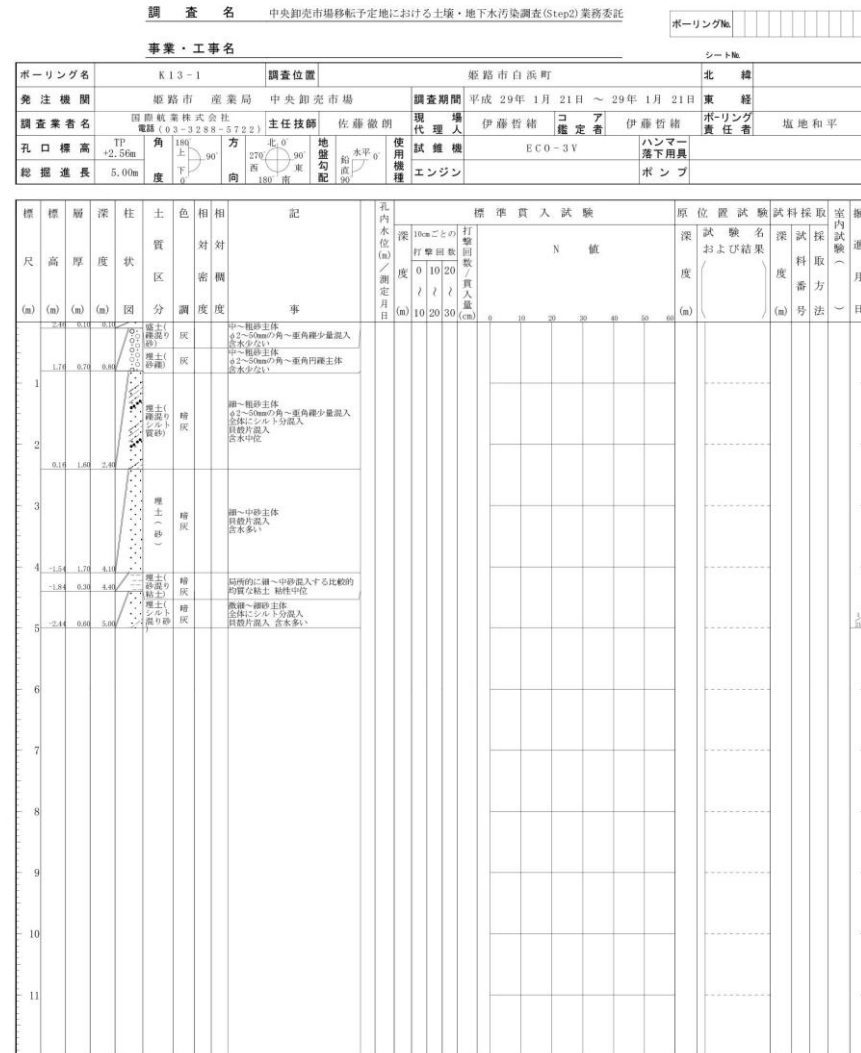 調査名 中央卸売市場移転予定地における土壌・地下水汚染調査(Step2)業務委託
ボーリングNo.
事業・工事名
シートNo.
ボーリング名 K13-1 調査位置 姫路市白浜町 北緯
発注機関 姫路市 産業局 中央卸売市場 調査期間 平成 29年 1月 21日 ～ 29年 1月 21日 東経
調査業者名 国際航業株式会社 電話(03-3288-5722) 主任技師 佐藤徹朗 現場代理人 伊藤哲緒 コア鑑定者 伊藤哲緒 ボーリング責任者 塩地和平
孔口標高 TP +2.56m 角度 180° 上 90° 下 0° 方向 北 0° 270° 西 90° 東 180° 南 地盤勾配 水平 0° 鉛直 90° 使用機種 試錐機 ECO-3V ハンマー落下用具
総掘進長 5.00m エンジン ポンプ
標尺(m) 標高(m) 層厚(m) 深度(m) 柱状図 土質区分 色調 相対密度 相対稠度 記事 孔内水位(m)/測定月日 標準貫入試験 原位置試験 試料採取 室内試験( ) 掘進月日
深度(m) 10cmごとの打撃回数 打撃回数/貫入量(cm) N値 深度(m) 試験名および結果 深度(m) 試料番号 採取方法
0 10 20
～ ～ ～
10 20 30
0 10 20 30 40 50 60
2.46 0.10 0.10 盛土(礫混り砂) 灰 中～粗砂主体
φ2～50mmの角～亜角礫少量混入
含水少ない
1.76 0.70 0.80 埋土(砂礫) 灰 中～粗砂主体
φ2～50mmの角～亜角円礫主体
含水少ない
1
埋土(礫混りシルト質砂) 暗灰 細～粗砂主体
φ2～50mmの角～亜角礫少量混入
全体にシルト分混入
貝殻片混入
含水中位
2
0.16 1.60 2.40
3
埋土(砂) 暗灰 細～中砂主体
貝殻片混入
含水多い
4
-1.54 1.70 4.10
-1.84 0.30 4.40 埋土(砂混り粘土) 暗灰 局所的に細～中砂混入する比較的
均質な粘土 粘性中位
埋土(シルト混り砂) 暗灰 微細～細砂主体
全体にシルト分混入
貝殻片混入 含水多い
5 -2.44 0.60 5.00
6
7
8
9
10
11